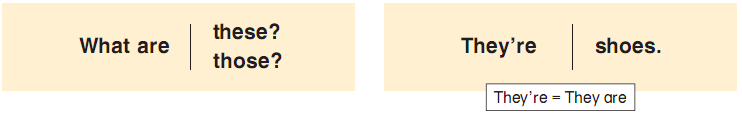 What are
these?
those?
They're
shoes.
They're = They are